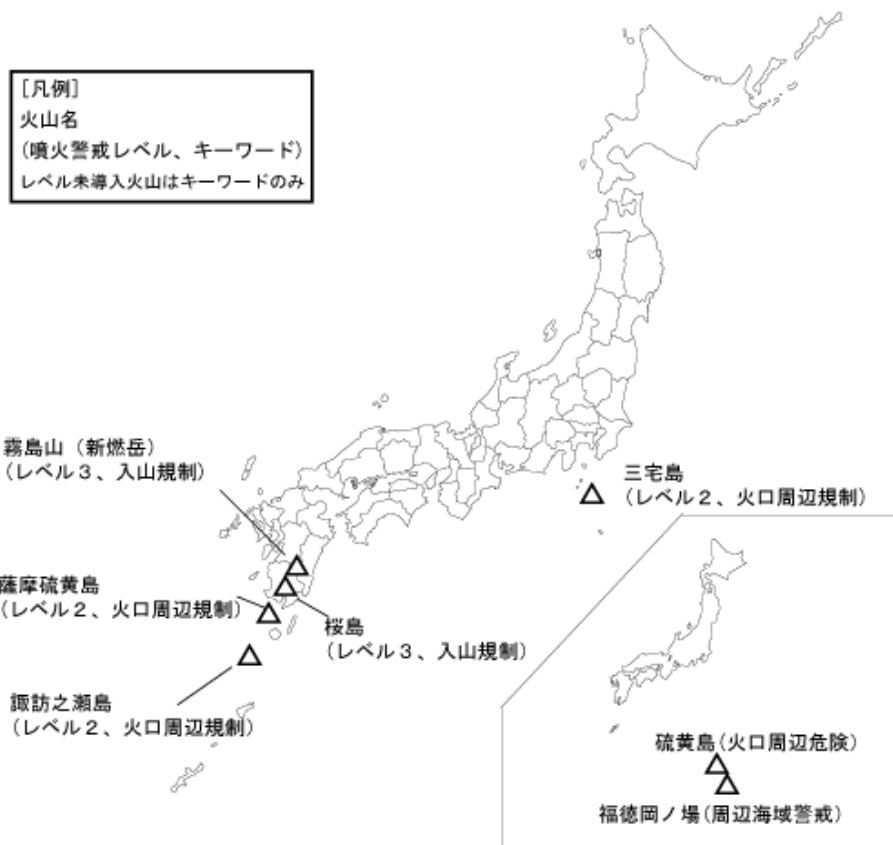 [凡例]
火山名
(噴火警戒レベル、キーワード)
レベル未導入火山はキーワードのみ
霧島山（新燃岳）
(レベル３、入山規制)
三宅島
(レベル２、火口周辺規制)
薩摩硫黄島
(レベル２、火口周辺規制)
桜島
(レベル３、入山規制)
諏訪之瀬島
(レベル２、火口周辺規制)
硫黄島(火口周辺危険)
福徳岡ノ場(周辺海域警戒)